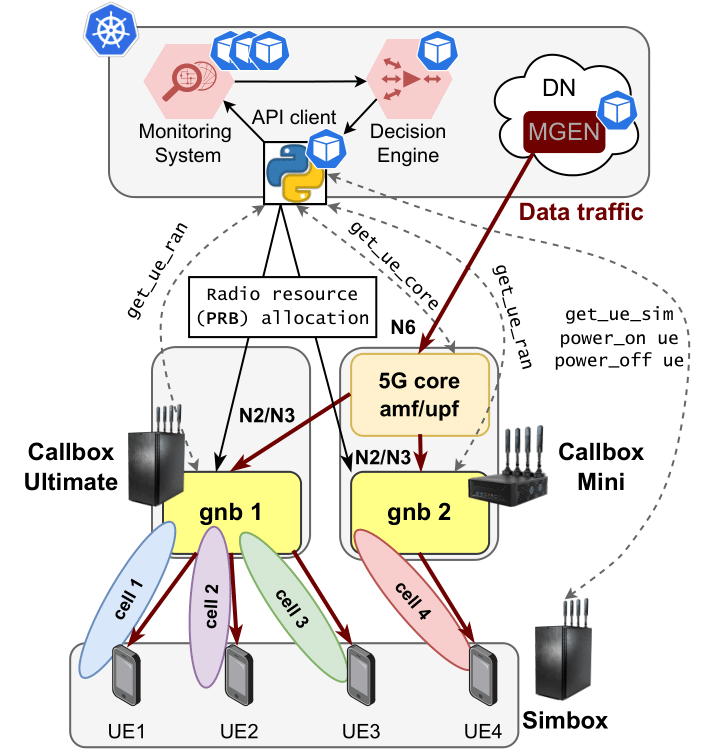 DN
MGEN
API client
Monitoring
System
Decision
Engine
Data traffic
get_ue_ran
get_ue_core
get_ue_ran
Radio resource
(PRB) allocation
get_ue_sim
power_on ue
power_off ue
N6
5G core
amf/upf
N2/N3
N2/N3
Callbox
Ultimate
Callbox
Mini
gnb 1
gnb 2
cell 1
cell 2
cell 3
cell 4
UE1
UE2
UE3
UE4
Simbox